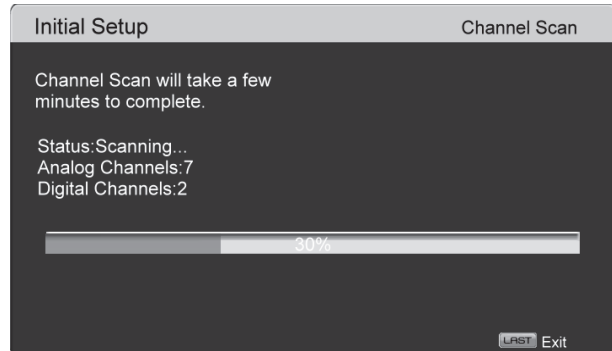 Initial Setup Channel Scan
Channel Scan will take a few
minutes to complete.
Status:Scanning...
Analog Channels:7
Digital Channels:2
30%
LAST Exit